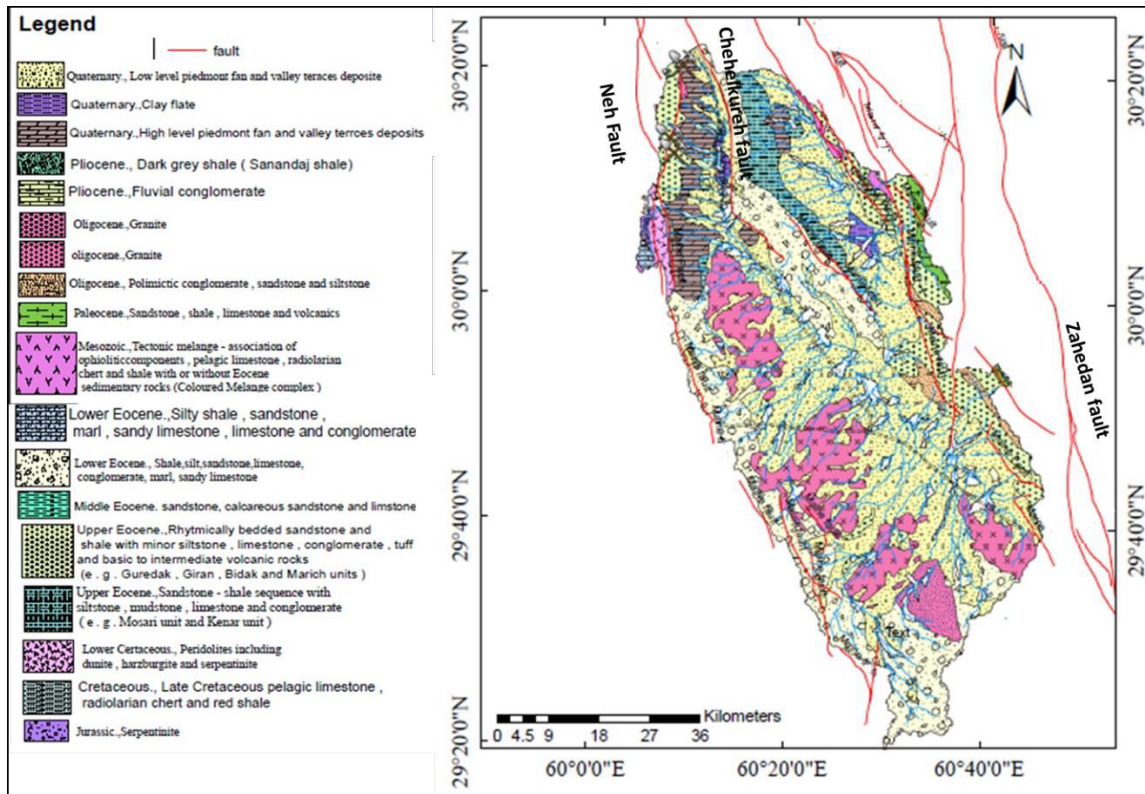 Legend
fault
Quaternary., Low level piedmont fan and valley teraces deposite
Quaternary.,Clay flate
Quaternary.,High level piedmont fan and valley terrces deposits
Pliocene., Dark grey shale ( Sanandaj shale)
Pliocene.,Fluvial conglomerate
Oligocene.,Granite
oligocene.,Granite
Oligocene., Polimictic conglomerate , sandstone and siltstone
Paleocene.,Sandstone , shale , limestone and volcanics
Mesozoic.,Tectonic melange - association of
ophioliticcomponents , pelagic limestone , radiolarian
chert and shale with or without Eocene
sedimentary rocks (Coloured Melange complex )
Lower Eocene.,Silty shale , sandstone ,
marl , sandy limestone , limestone and conglomerate
Lower Eocene., Shale,silt,sandstone,limestone,
conglomerate, marl, sandy limestone
Middle Eocene. sandstone, calcareous sandstone and limstone
Upper Eocene.,Rhytmically bedded sandstone and
shale with minor siltstone , limestone , conglomerate , tuff
and basic to intermediate volcanic rocks
(e . g . Guredak , Giran , Bidak and Marich units )
Upper Eocene.,Sandstone - shale sequence with
siltstone , mudstone , limestone and conglomerate
( e . g . Mosari unit and Kenar unit )
Lower Certaceous., Peridolites including
dunite , harzburgite and serpentinite
Cretaceous., Late Cretaceous pelagic limestone ,
radiolarian chert and red shale
Jurassic.,Serpentinite
30°20'0"N
30°0'0"N
29°40'0"N
29°20'0"N
Neh Fault
Chehelkureh fault
Zahedan fault
N
30°20'0"N
30°0'0"N
29°40'0"N
Text
Kilometers
0 4.5 9 18 27 36
60°0'0"E 60°20'0"E 60°40'0"E